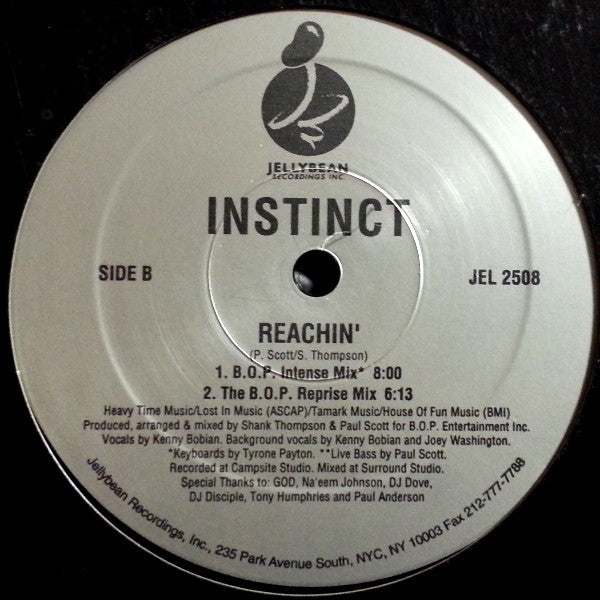 JELLYBEAN
RECORDINGS INC.
INSTINCT
SIDE B
JEL 2508
REACHIN'
(P. Scott/S. Thompson)
1. B.O.P. Intense Mix* 8:00
2. The B.O.P. Reprise Mix 6:13
Heavy Time Music/Lost In Music (ASCAP)/Tamark Music/House Of Fun Music (BMI)
Produced, arranged & mixed by Shank Thompson & Paul Scott for B.O.P. Entertainment Inc.
Vocals by Kenny Bobian. Background vocals by Kenny Bobian and Joey Washington.
*Keyboards by Tyrone Payton. **Live Bass by Paul Scott.
Recorded at Campsite Studio. Mixed at Surround Studio.
Special Thanks to: GOD, Na'eem Johnson, DJ Dove,
DJ Disciple, Tony Humphries and Paul Anderson
Jellybean Recordings, Inc., 235 Park Avenue South, NYC, NY 10003 Fax 212-777-7788